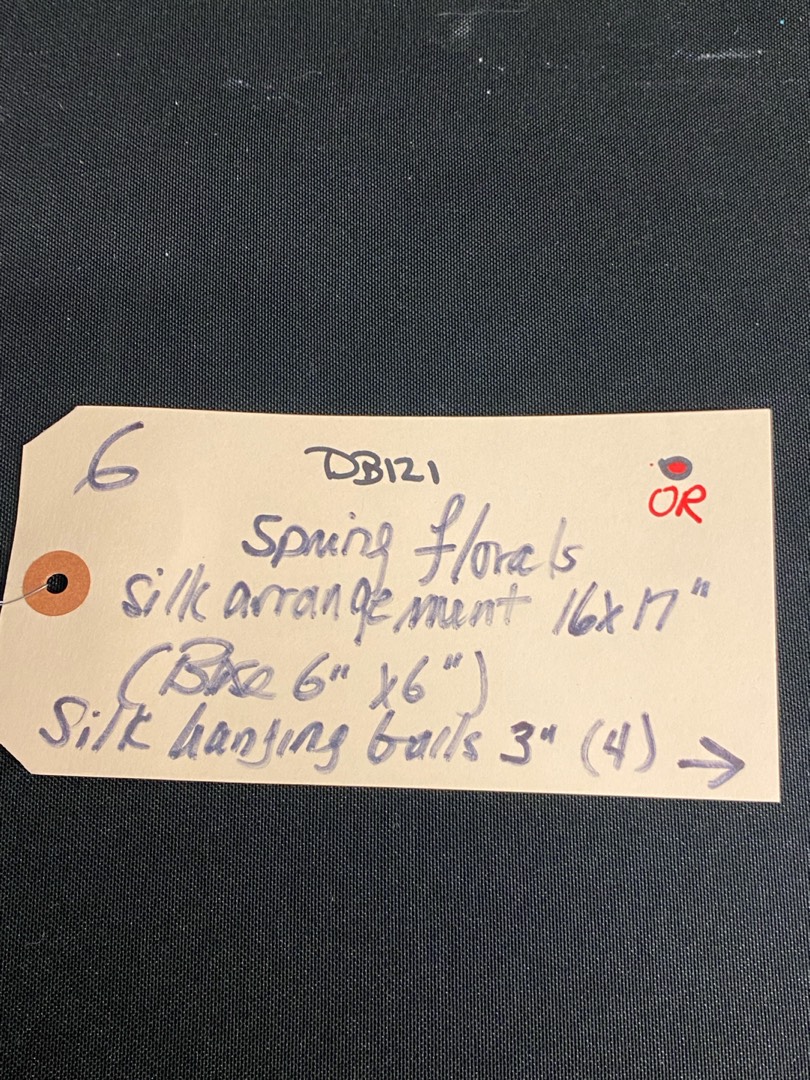 6 DB121
OR
Spring florals
Silk arrangement 16x17"
(Base 6" x6")
Silk hanging balls 3" (4) →